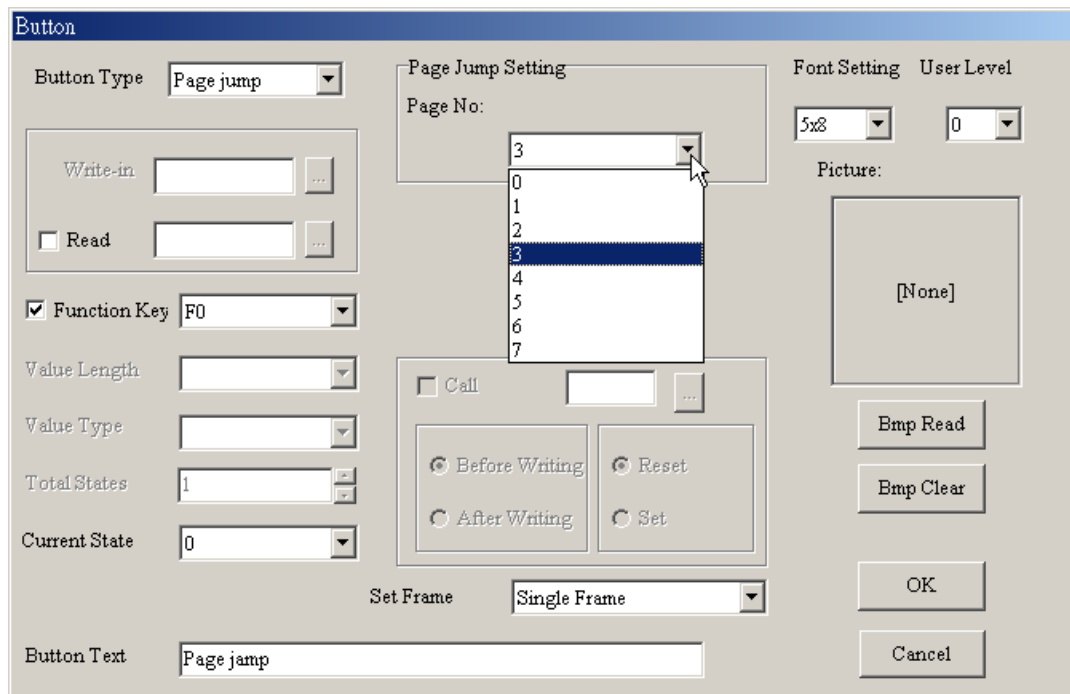 Button
Button Type
Page jump
Page Jump Setting
Page No:
3
0
1
2
3
4
5
6
7
Font Setting
User Level
5x8
0
Picture:
[None]
Write-in
...
Read
...
Function Key
F0
Value Length
Value Type
Total States
1
Current State
0
Call
...
Before Writing
After Writing
Reset
Set
Bmp Read
Bmp Clear
Set Frame
Single Frame
OK
Button Text
Page jamp
Cancel